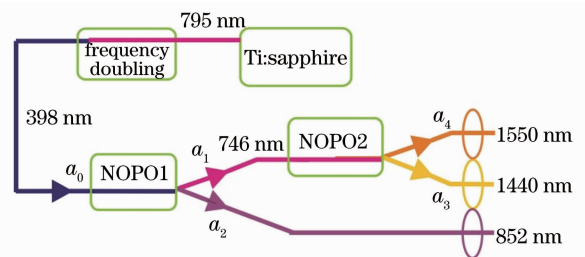 795 nm
frequency
doubling
Ti:sapphire
398 nm
a0
NOPO1
a1
746 nm
NOPO2
a4
1550 nm
a3
1440 nm
a2
852 nm